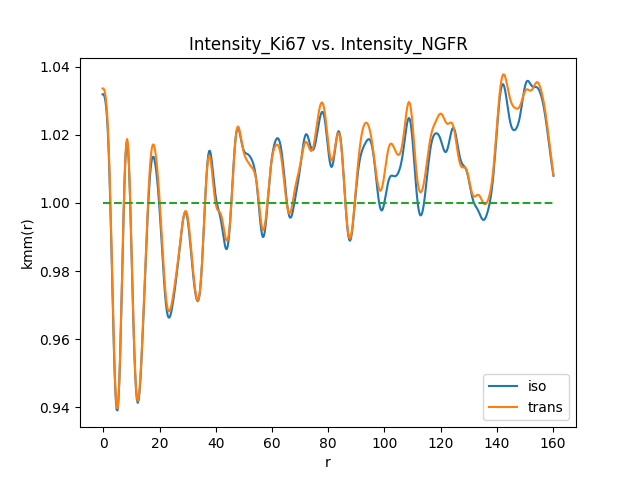 Intensity_Ki67 vs. Intensity_NGFR
1.04
1.02
1.00
0.98
0.96
0.94
kmm(r)
0 20 40 60 80 100 120 140 160
r
iso
trans